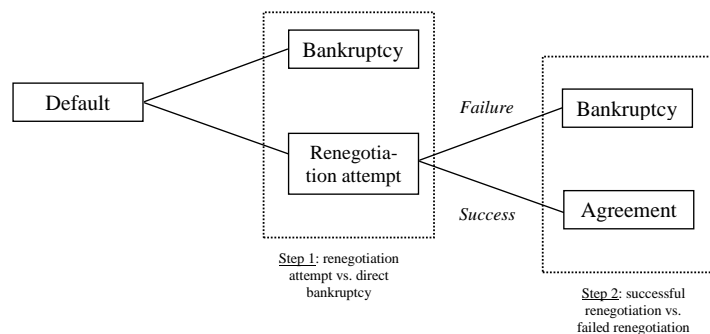 Default
Bankruptcy
Renegotia-
tion attempt
Failure
Success
Bankruptcy
Agreement
Step 1: renegotiation
attempt vs. direct
bankruptcy
Step 2: successful
renegotiation vs.
failed renegotiation